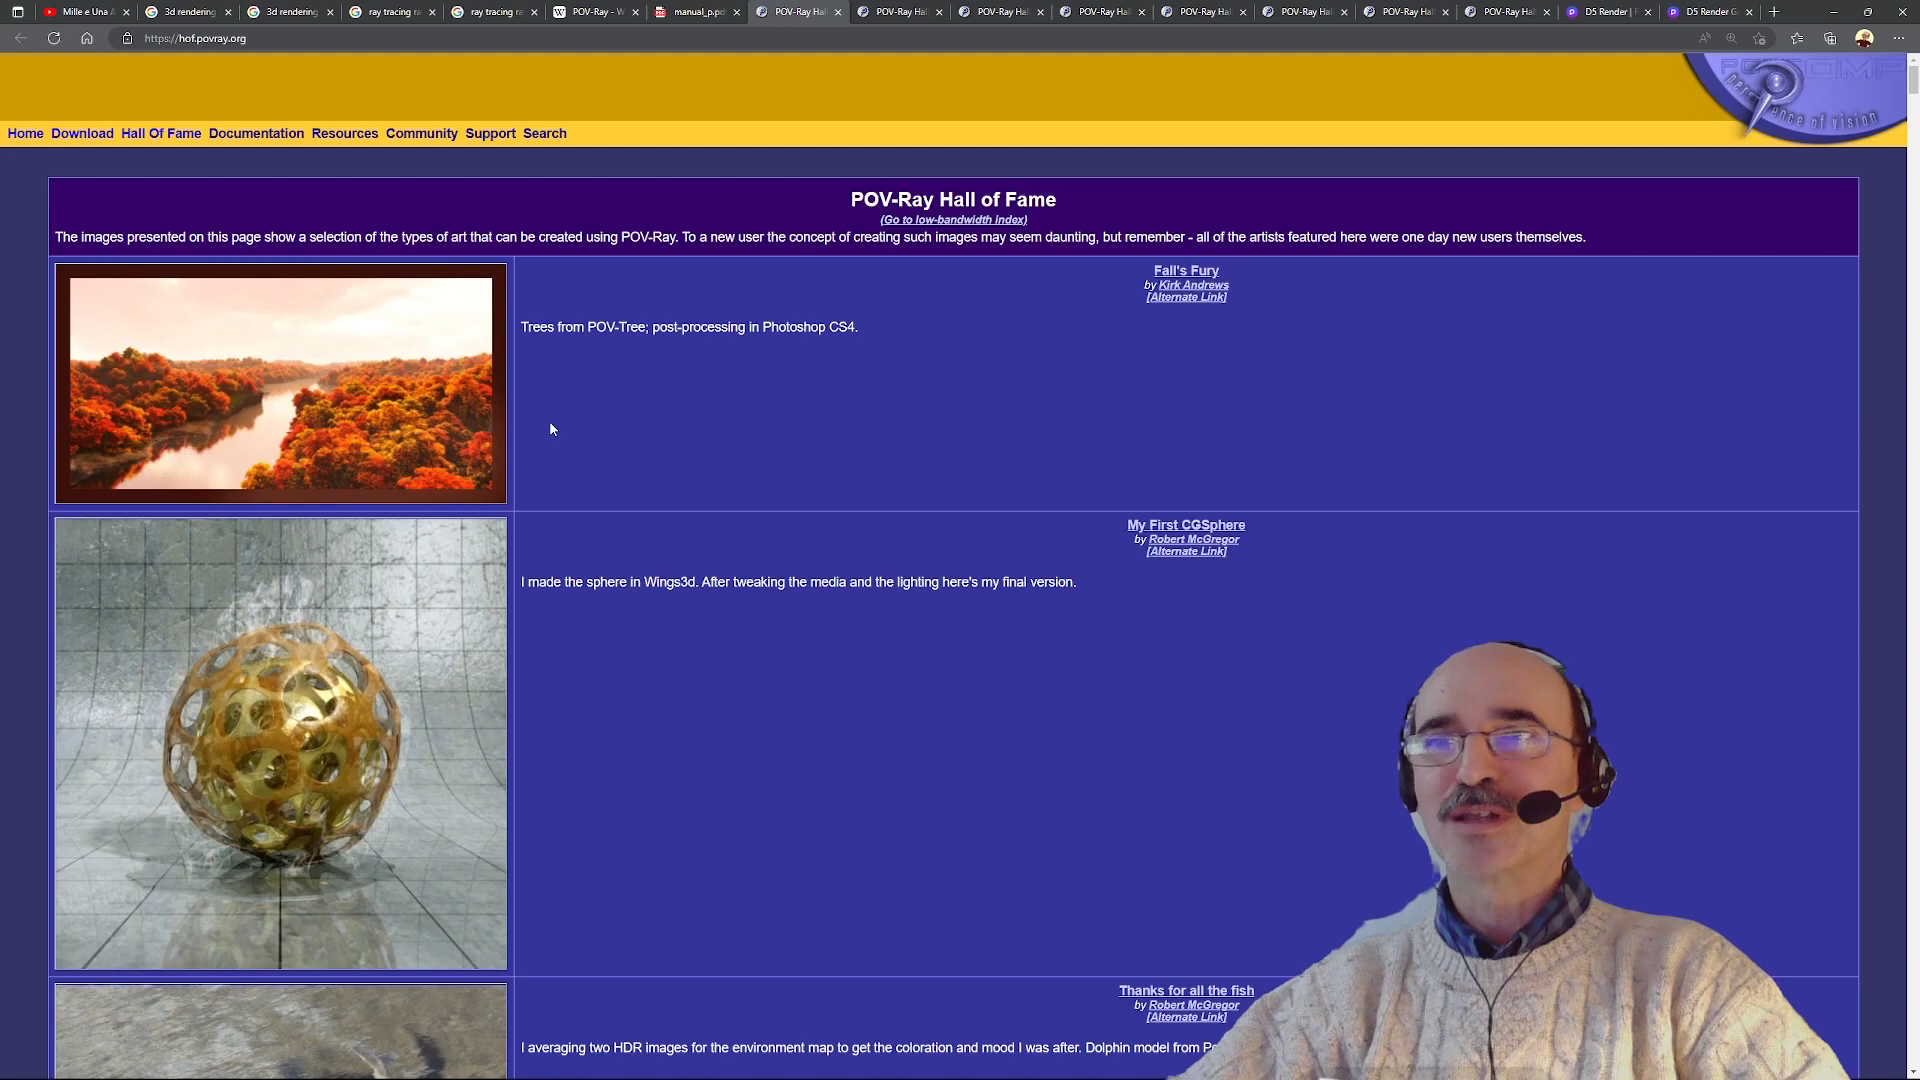 Mille e Una A
3d rendering
3d rendering
ray tracing ra
ray tracing ra
POV-Ray - W
manual_p.pd
POV-Ray Hal
POV-Ray Hal
POV-Ray Hal
POV-Ray Hal
POV-Ray Hal
POV-Ray Hal
POV-Ray Hal
POV-Ray Hal
D5 Render |
D5 Render G
https://hof.povray.org
POVCOMP
persistence of vision
Home Download Hall Of Fame Documentation Resources Community Support Search
POV-Ray Hall of Fame
(Go to low-bandwidth index)
The images presented on this page show a selection of the types of art that can be created using POV-Ray. To a new user the concept of creating such images may seem daunting, but remember - all of the artists featured here were one day new users themselves.
Fall's Fury
by Kirk Andrews
[Alternate Link]
Trees from POV-Tree; post-processing in Photoshop CS4.
My First CGSphere
by Robert McGregor
[Alternate Link]
I made the sphere in Wings3d. After tweaking the media and the lighting here's my final version.
Thanks for all the fish
by Robert McGregor
[Alternate Link]
I averaging two HDR images for the environment map to get the coloration and mood I was after. Dolphin model from